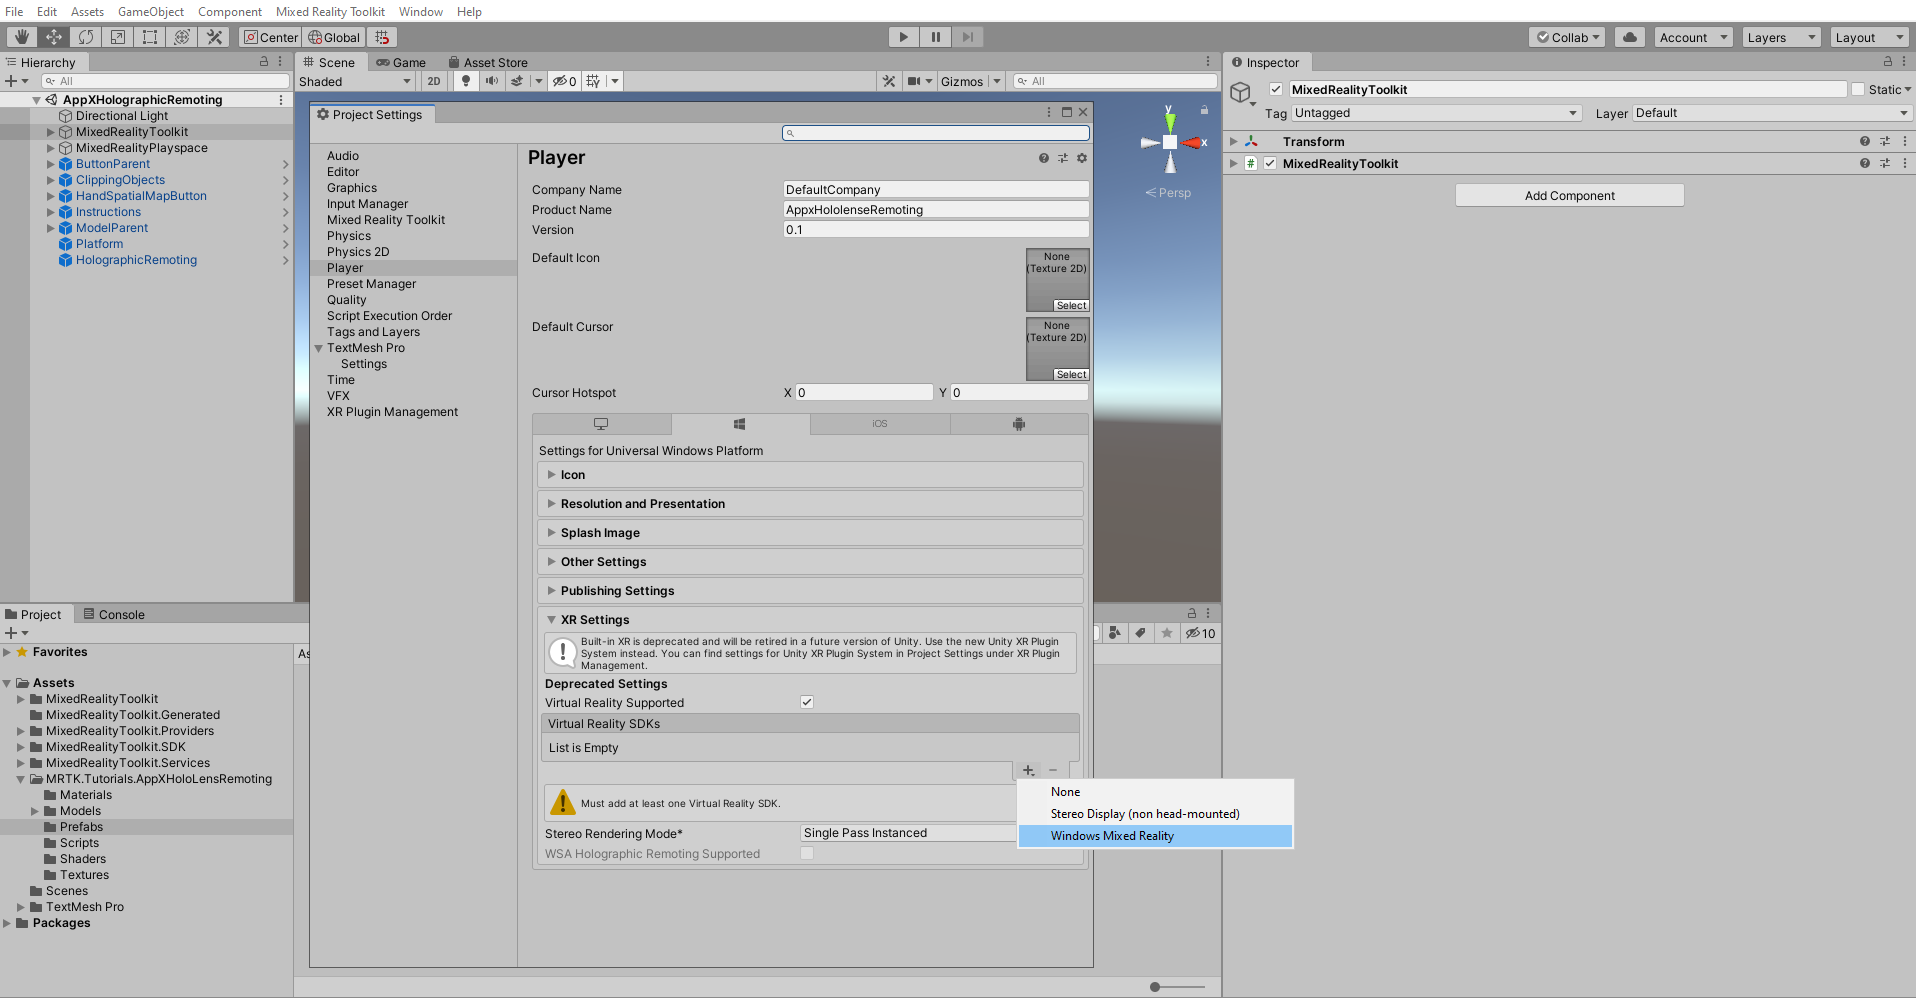 File Edit Assets GameObject Component Mixed Reality Toolkit Window Help
Center Global
Collab Account Layers Layout
Hierarchy
All
AppXHolographicRemoting
Directional Light
MixedRealityToolkit
MixedRealityPlayspace
ButtonParent
ClippingObjects
HandSpatialMapButton
Instructions
ModelParent
Platform
HolographicRemoting
Scene Game Asset Store
Shaded 2D 0 Gizmos All
y
x
Persp
Project Settings
Audio
Editor
Graphics
Input Manager
Mixed Reality Toolkit
Physics
Physics 2D
Player
Preset Manager
Quality
Script Execution Order
Tags and Layers
TextMesh Pro
Settings
Time
VFX
XR Plugin Management
Player
Company Name DefaultCompany
Product Name AppxHololenseRemoting
Version 0.1
Default Icon
None
(Texture 2D)
Select
Default Cursor
None
(Texture 2D)
Select
Cursor Hotspot X 0 Y 0
iOS
Settings for Universal Windows Platform
Icon
Resolution and Presentation
Splash Image
Other Settings
Publishing Settings
XR Settings
Built-in XR is deprecated and will be retired in a future version of Unity. Use the new Unity XR Plugin
System instead. You can find settings for Unity XR Plugin System in Project Settings under XR Plugin
Management.
Deprecated Settings
Virtual Reality Supported
Virtual Reality SDKs
List is Empty
Must add at least one Virtual Reality SDK.
Stereo Rendering Mode* Single Pass Instanced
WSA Holographic Remoting Supported
None
Stereo Display (non head-mounted)
Windows Mixed Reality
Inspector
MixedRealityToolkit Static
Tag Untagged Layer Default
Transform
MixedRealityToolkit
Add Component
Project Console
10
Favorites
As
Assets
MixedRealityToolkit
MixedRealityToolkit.Generated
MixedRealityToolkit.Providers
MixedRealityToolkit.SDK
MixedRealityToolkit.Services
MRTK.Tutorials.AppXHoloLensRemoting
Materials
Models
Prefabs
Scripts
Shaders
Textures
Scenes
TextMesh Pro
Packages